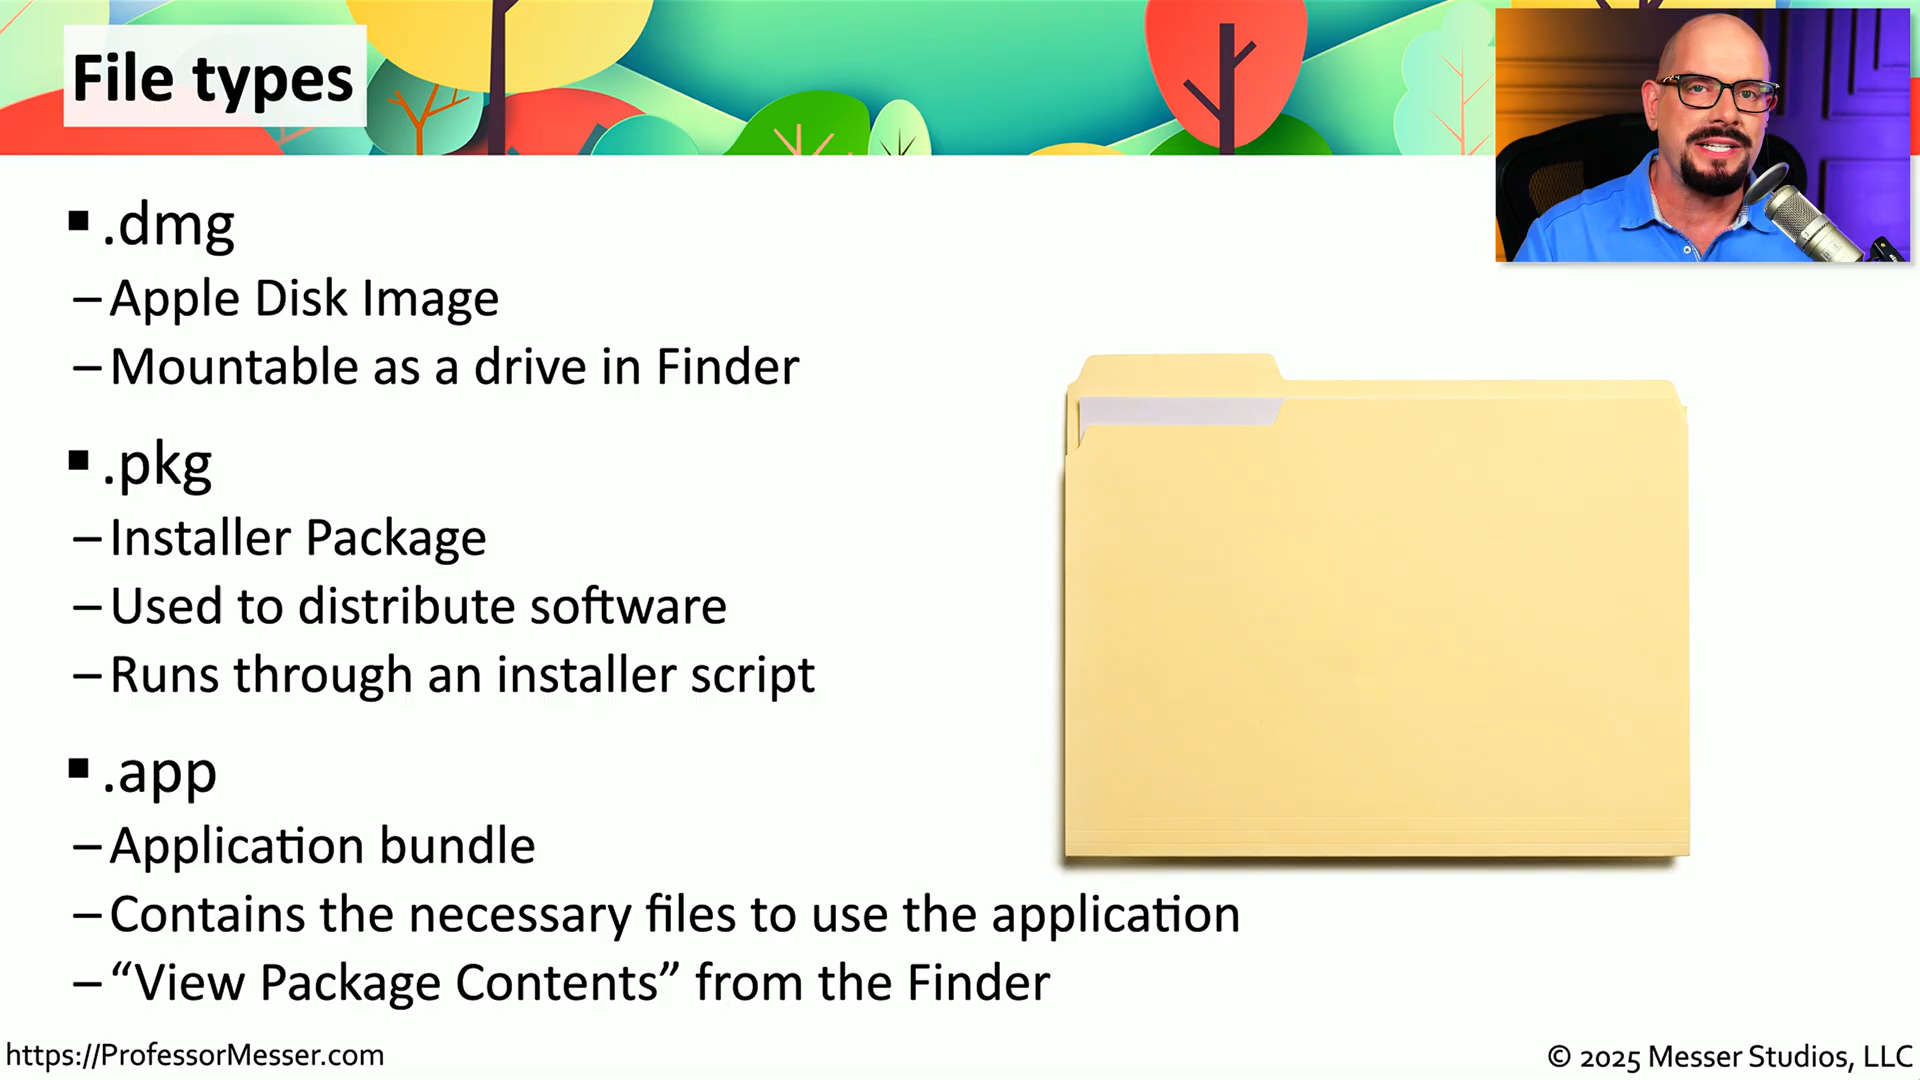 File types
▪ .dmg
– Apple Disk Image
– Mountable as a drive in Finder
▪ .pkg
– Installer Package
– Used to distribute software
– Runs through an installer script
▪ .app
– Application bundle
– Contains the necessary files to use the application
– “View Package Contents” from the Finder
https://ProfessorMesser.com
© 2025 Messer Studios, LLC